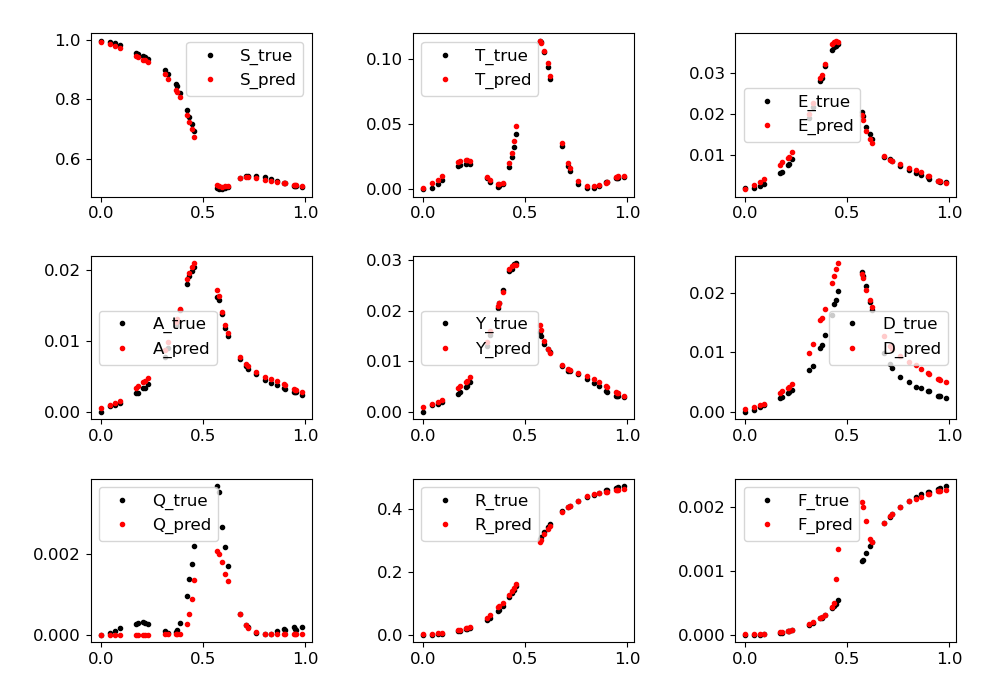 1.0
0.8
0.6
0.0 0.5 1.0
S_true
S_pred
0.10
0.05
0.00
0.0 0.5 1.0
T_true
T_pred
0.03
0.02
0.01
0.0 0.5 1.0
E_true
E_pred
0.02
0.01
0.00
0.0 0.5 1.0
A_true
A_pred
0.03
0.02
0.01
0.00
0.0 0.5 1.0
Y_true
Y_pred
0.02
0.01
0.00
0.0 0.5 1.0
D_true
D_pred
0.002
0.000
0.0 0.5 1.0
Q_true
Q_pred
0.4
0.2
0.0
0.0 0.5 1.0
R_true
R_pred
0.002
0.001
0.000
0.0 0.5 1.0
F_true
F_pred